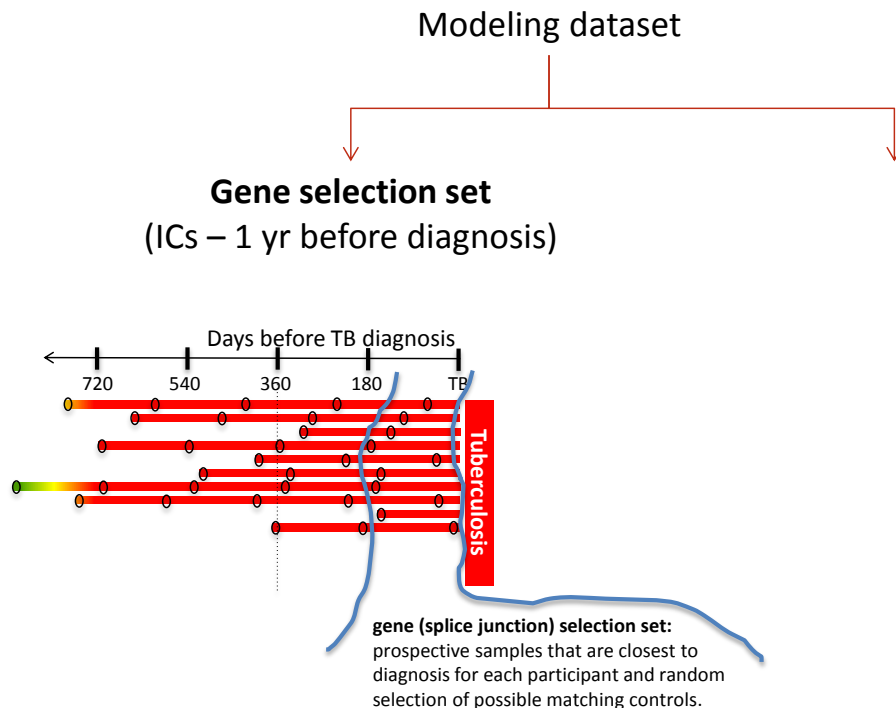 Modeling dataset
Gene selection set
(ICs – 1 yr before diagnosis)
Days before TB diagnosis
720 540 360 180 TB
Tuberculosis
gene (splice junction) selection set:
prospective samples that are closest to
diagnosis for each participant and random
selection of possible matching controls.